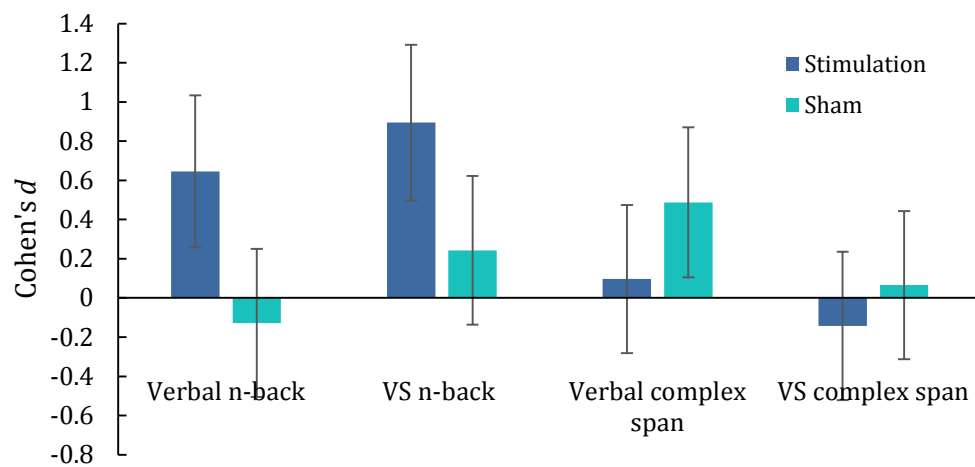 1.4
1.2
1
0.8
0.6
0.4
0.2
0
-0.2
-0.4
-0.6
-0.8
Cohen's d
Stimulation
Sham
Verbal n-back
VS n-back
Verbal complex
span
VS complex span